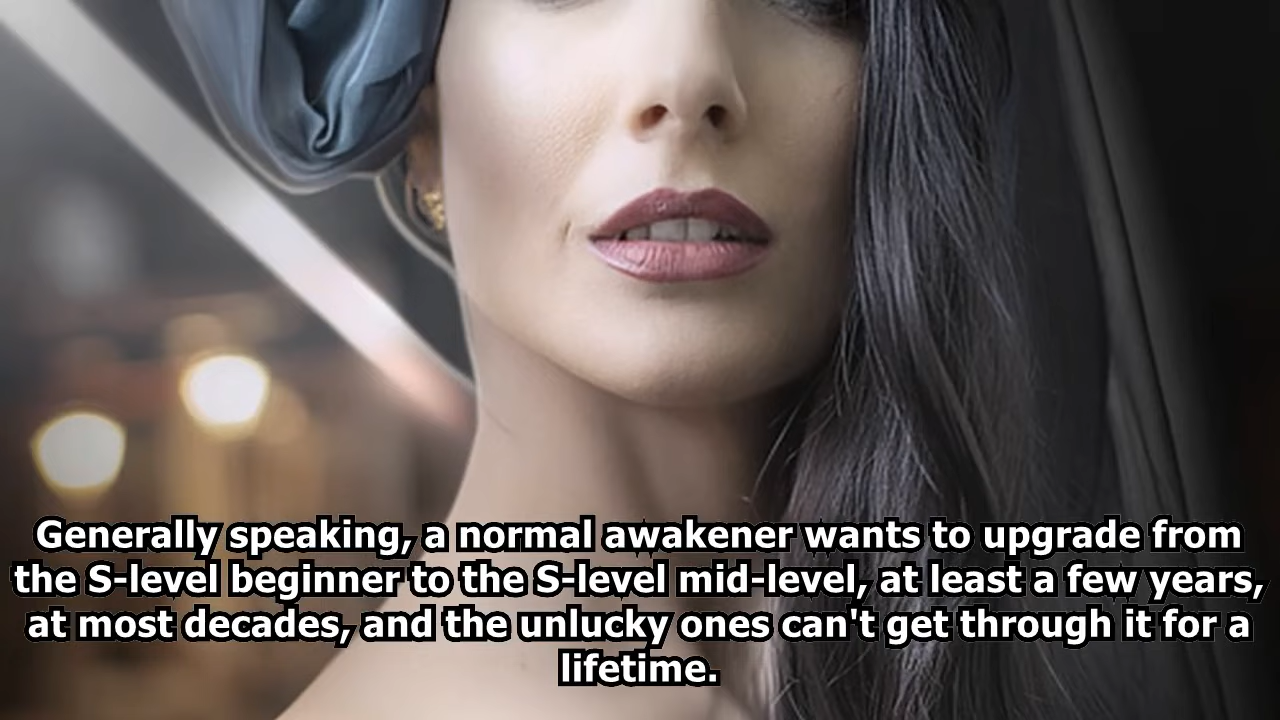 Generally speaking, a normal awakener wants to upgrade from
the S-level beginner to the S-level mid-level, at least a few years,
at most decades, and the unlucky ones can't get through it for a
lifetime.